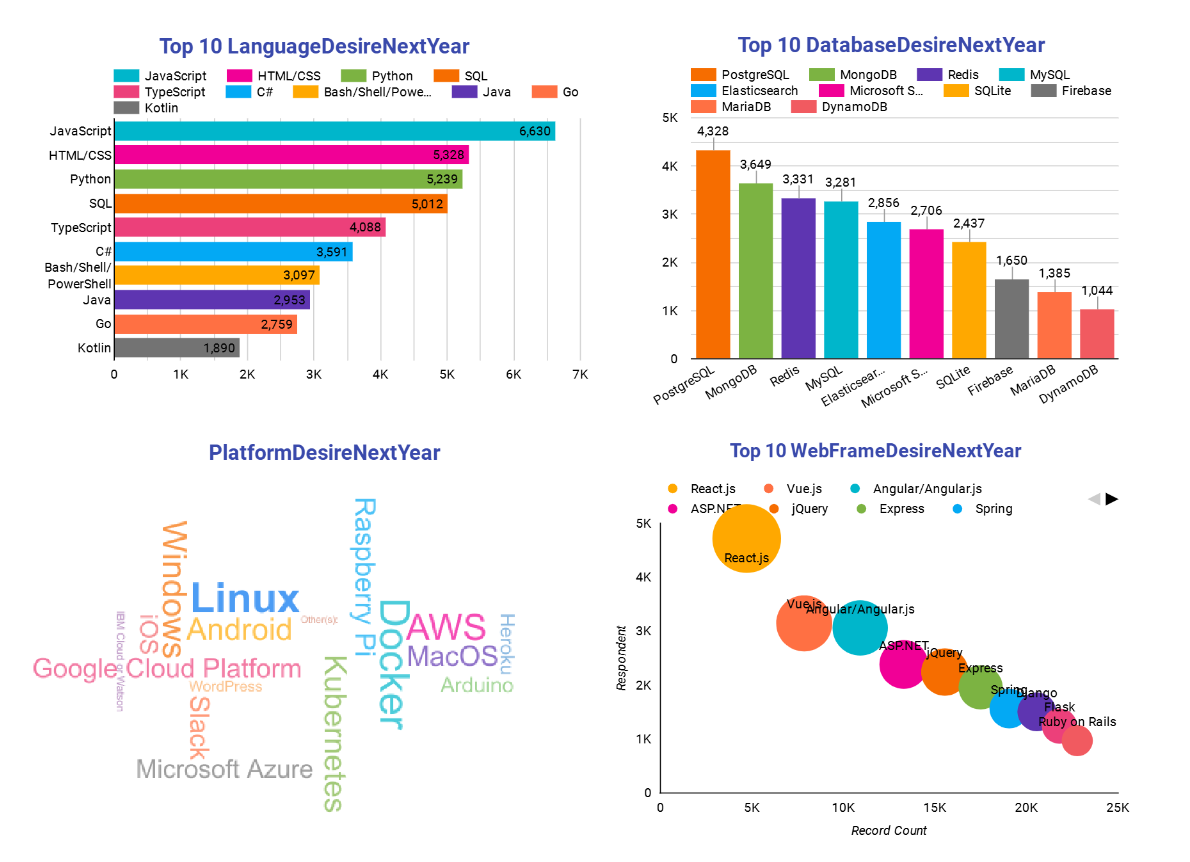 Top 10 LanguageDesireNextYear
JavaScript HTML/CSS Python SQL
TypeScript C# Bash/Shell/Powe... Java Go
Kotlin
JavaScript 6,630
HTML/CSS 5,328
Python 5,239
SQL 5,012
TypeScript 4,088
C# 3,591
Bash/Shell/
PowerShell 3,097
Java 2,953
Go 2,759
Kotlin 1,890
0 1K 2K 3K 4K 5K 6K 7K
Top 10 DatabaseDesireNextYear
PostgreSQL MongoDB Redis MySQL
Elasticsearch Microsoft S... SQLite Firebase
MariaDB DynamoDB
5K
4K
3K
2K
1K
0
4,328
3,649
3,331
3,281
2,856
2,706
2,437
1,650
1,385
1,044
PostgreSQL
MongoDB
Redis
MySQL
Elasticsear...
Microsoft S...
SQLite
Firebase
MariaDB
DynamoDB
PlatformDesireNextYear
Raspberry Pi
Windows
Linux
Docker
AWS
IBM Cloud or Watson
iOS
Android
Other(s):
Heroku
MacOS
Google Cloud Platform
Kubernetes
WordPress
Arduino
Slack
Microsoft Azure
Top 10 WebFrameDesireNextYear
React.js Vue.js Angular/Angular.js
ASP.NET jQuery Express Spring
5K
4K
3K
2K
1K
0
Respondent
React.js
Vue.js
Angular/Angular.js
ASP.NET
jQuery
Express
Spring
Django
Flask
Ruby on Rails
0 5K 10K 15K 20K 25K
Record Count